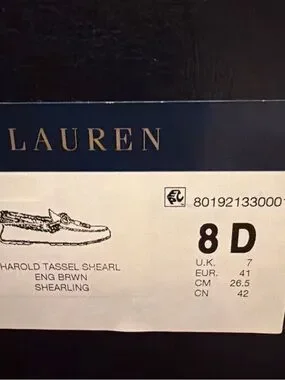 LAUREN
80192133000
8 D
HAROLD TASSEL SHEARL
ENG BRWN
SHEARLING
U.K. 7
EUR. 41
CM 26.5
CN 42